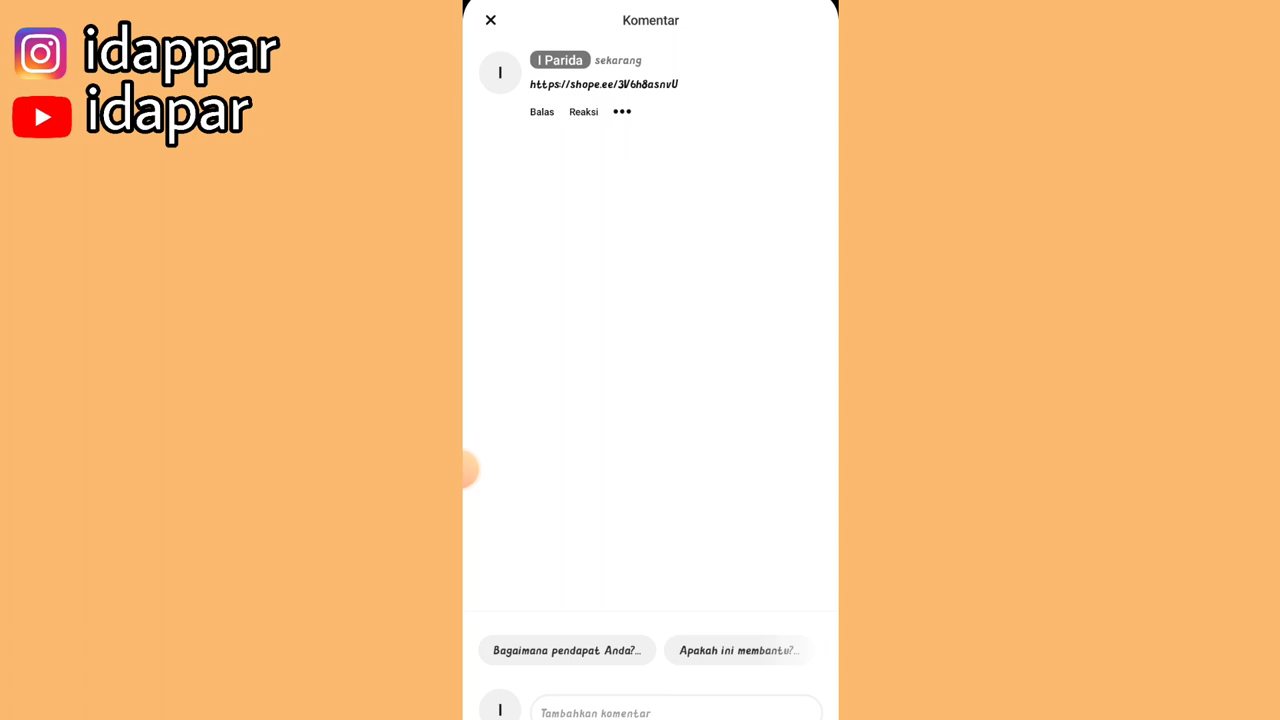 idappar
idapar
Komentar
I
I Parida sekarang
https://shope.ee/3V6h8asnvU
Balas Reaksi •••
Bagaimana pendapat Anda?...
Apakah ini membantu?...
I
Tambahkan komentar